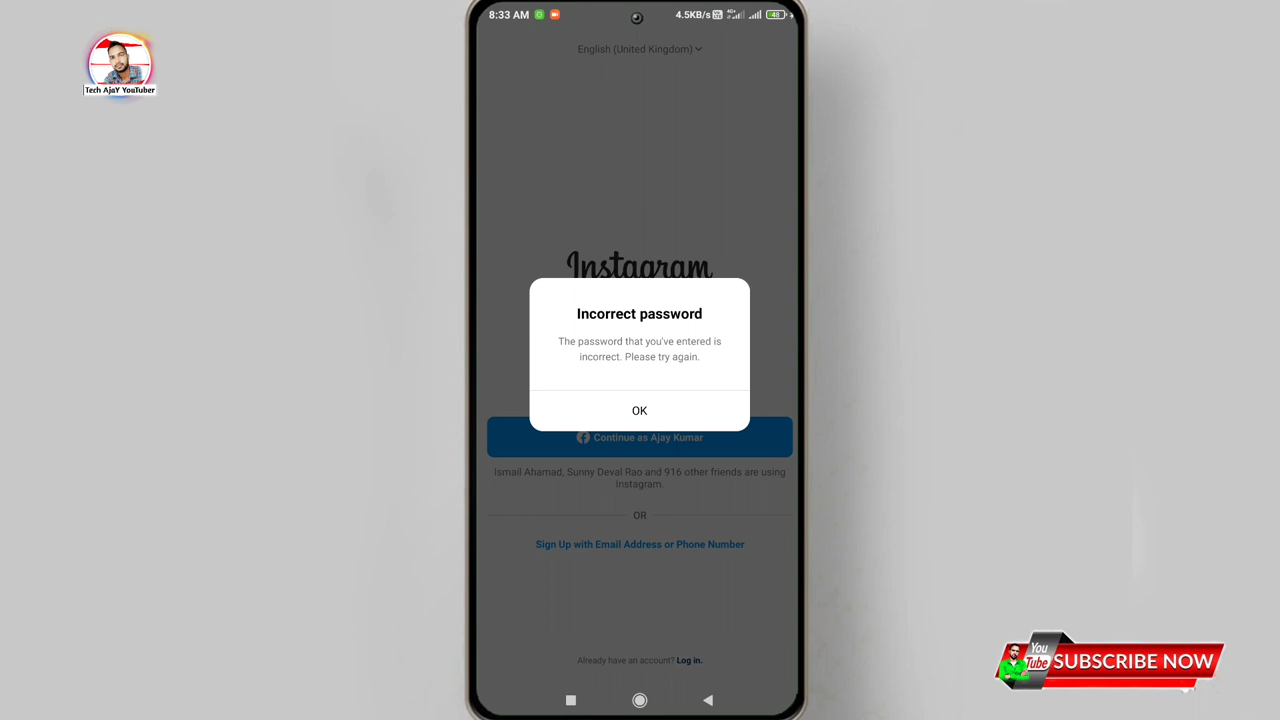 8:33 AM
4.5KB/s
4G+
48
English (United Kingdom)
Tech AjaY YouTuber
Instagram
Incorrect password
The password that you've entered is
incorrect. Please try again.
OK
Continue as Ajay Kumar
Ismail Ahamad, Sunny Deval Rao and 916 other friends are using
Instagram.
OR
Sign Up with Email Address or Phone Number
Already have an account? Log in.
You
Tube
SUBSCRIBE NOW